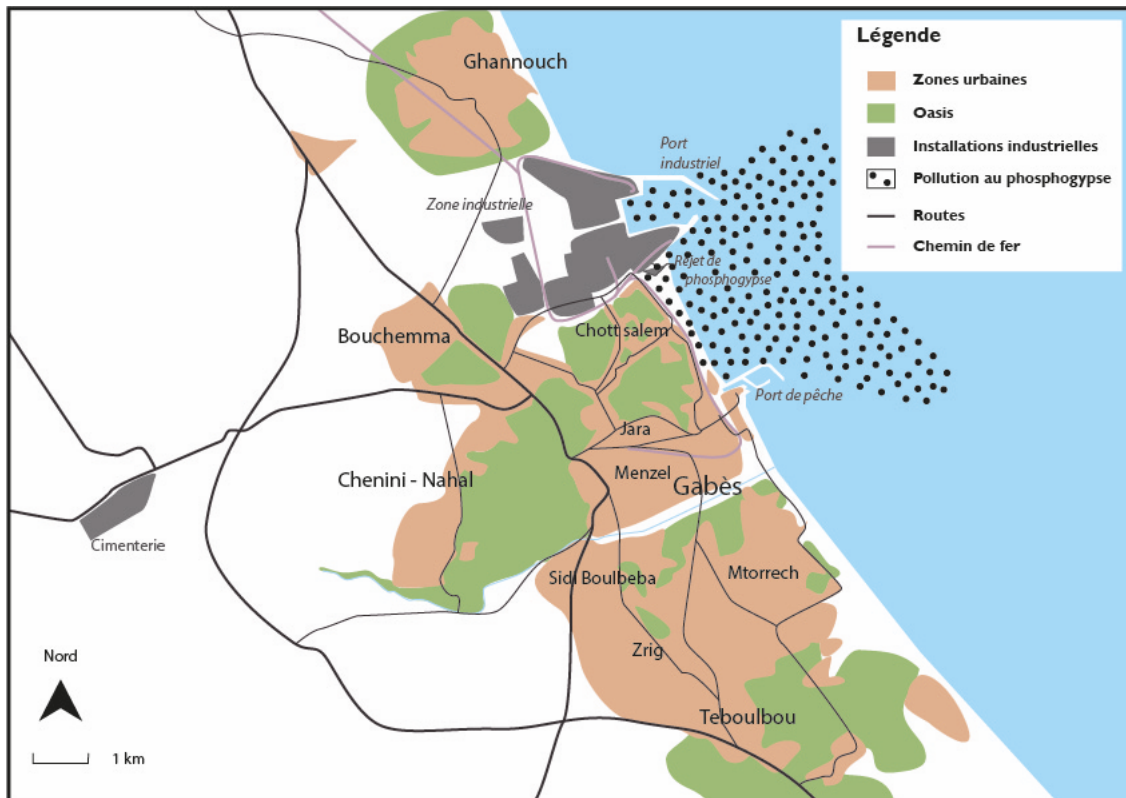 Légende
Zones urbaines
Oasis
Installations industrielles
Pollution au phosphogypse
Routes
Chemin de fer
Ghannouch
Port
industriel
Zone industrielle
Rejet de
phosphogypse
Bouchemma
Chott salem
Port de pêche
Jara
Menzel
Gabès
Chenini - Nahal
Cimenterie
Sidi Boulbeba
Mtorrech
Zrig
Teboulbou
Nord
1 km